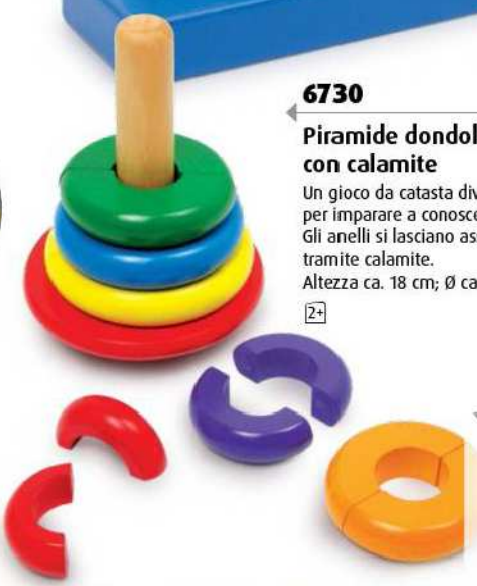 6730
Piramide dondol
con calamite
Un gioco da catasta div
per imparare a conosce
Gli anelli si lasciano as
tramite calamite.
Altezza ca. 18 cm; Ø ca
2+